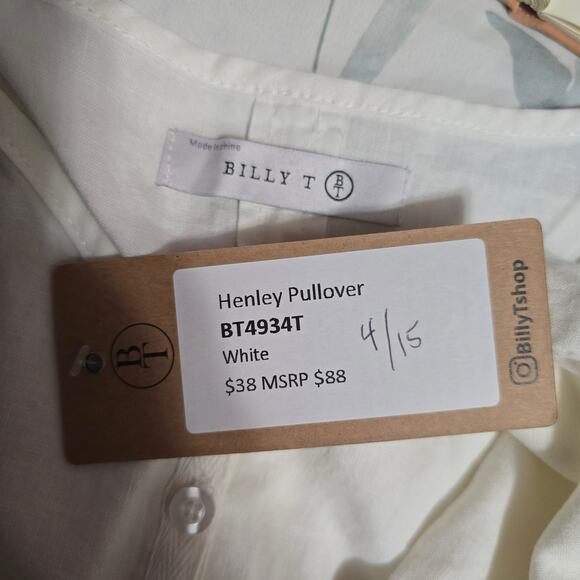 Made in china
BILLY T BT
Henley Pullover
BT4934T
White
$38 MSRP $88
4/15
BT
@BillyTshop